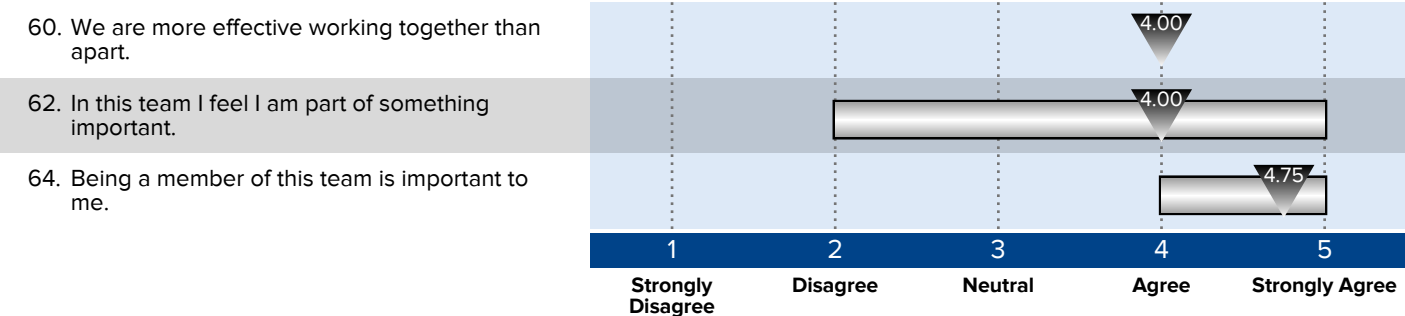 60. We are more effective working together than
apart.
4.00
62. In this team I feel I am part of something
important.
4.00
64. Being a member of this team is important to
me.
4.75
1 2 3 4 5
Strongly Disagree Neutral Agree Strongly Agree
Disagree